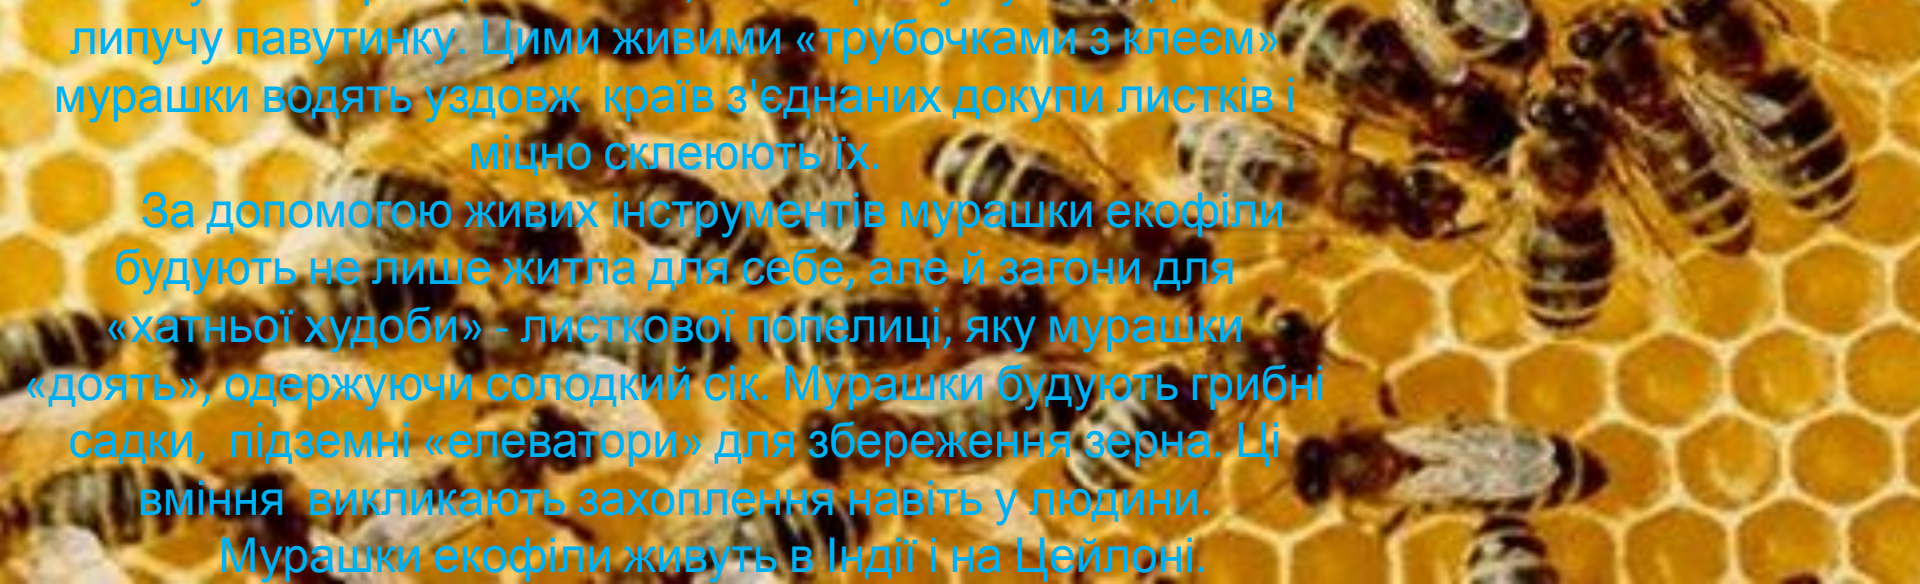 липучу павутинку. Цими живими «трубочками з клеєм»
мурашки водять уздовж країв з'єднаних докупи листків і
міцно склеюють їх.
За допомогою живих інструментів мурашки екофіли
будують не лише житла для себе, але й загони для
«хатньої худоби» - листкової попелиці, яку мурашки
«доять», одержуючи солодкий сік. Мурашки будують грибні
садки, підземні «елеватори» для збереження зерна. Ці
вміння викликають захоплення навіть у людини.
Мурашки екофіли живуть в Індії і на Цейлоні.